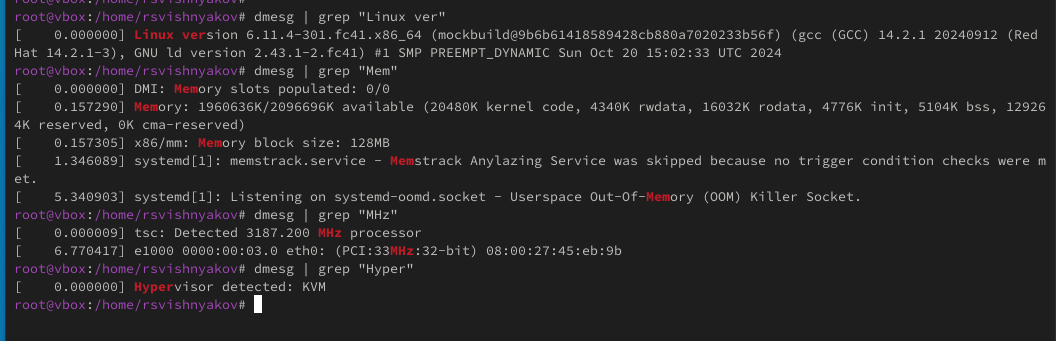 root@vbox:/home/rsvishnyakov# dmesg | grep "Linux ver"
[    0.000000] Linux version 6.11.4-301.fc41.x86_64 (mockbuild@9b6b61418589428cb880a7020233b56f) (gcc (GCC) 14.2.1 20240912 (Red
Hat 14.2.1-3), GNU ld version 2.43.1-2.fc41) #1 SMP PREEMPT_DYNAMIC Sun Oct 20 15:02:33 UTC 2024
root@vbox:/home/rsvishnyakov# dmesg | grep "Mem"
[    0.000000] DMI: Memory slots populated: 0/0
[    0.157290] Memory: 1960636K/2096696K available (20480K kernel code, 4340K rwdata, 16032K rodata, 4776K init, 5104K bss, 12926
4K reserved, 0K cma-reserved)
[    0.157305] x86/mm: Memory block size: 128MB
[    1.346089] systemd[1]: memstrack.service - Memstrack Anylazing Service was skipped because no trigger condition checks were m
et.
[    5.340903] systemd[1]: Listening on systemd-oomd.socket - Userspace Out-Of-Memory (OOM) Killer Socket.
root@vbox:/home/rsvishnyakov# dmesg | grep "MHz"
[    0.000009] tsc: Detected 3187.200 MHz processor
[    6.770417] e1000 0000:00:03.0 eth0: (PCI:33MHz:32-bit) 08:00:27:45:eb:9b
root@vbox:/home/rsvishnyakov# dmesg | grep "Hyper"
[    0.000000] Hypervisor detected: KVM
root@vbox:/home/rsvishnyakov#